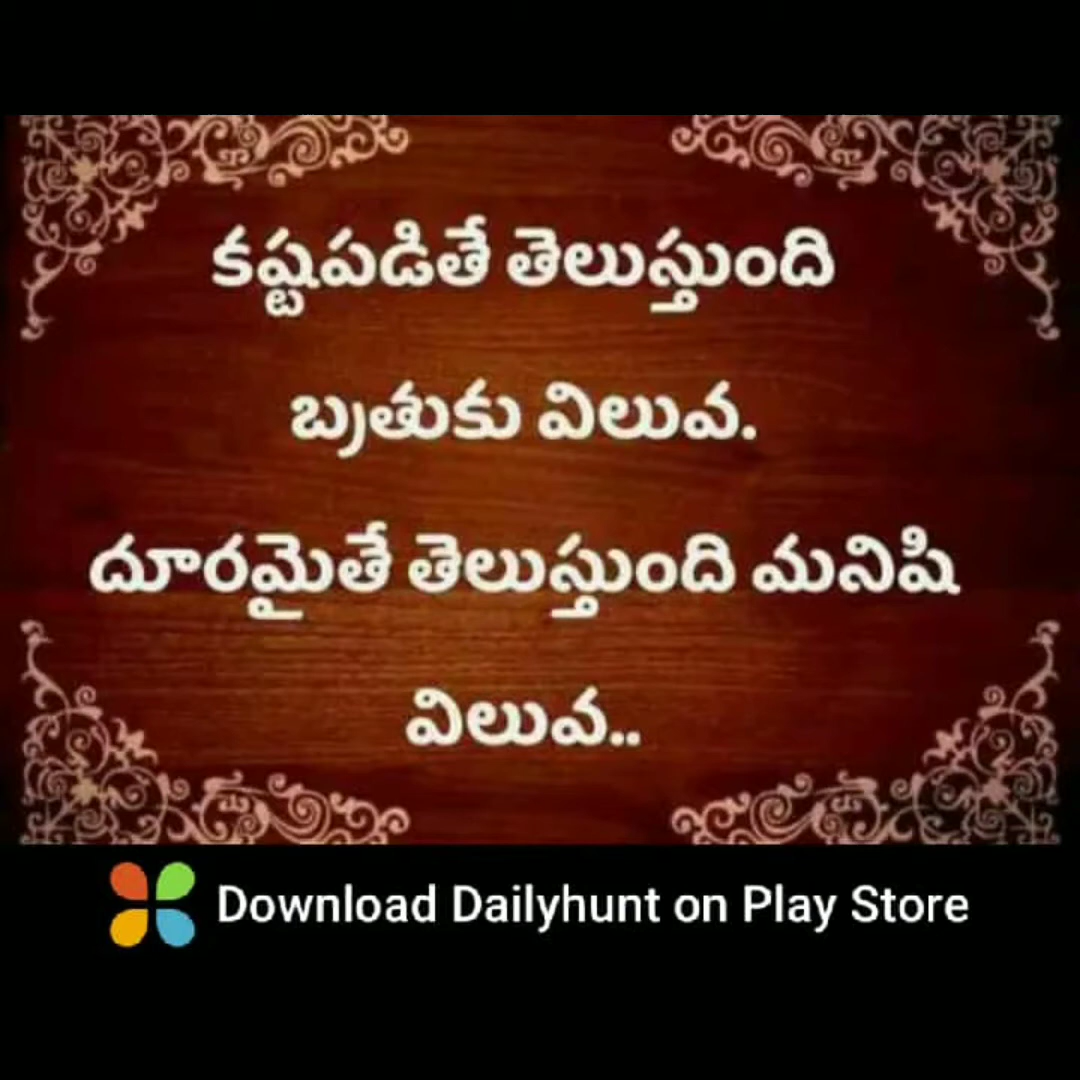 కష్టపడితే తెలుస్తుంది
బ్రతుకు విలువ.
దూరమైతే తెలుస్తుంది మనిషి
విలువ..
Download Dailyhunt on Play Store